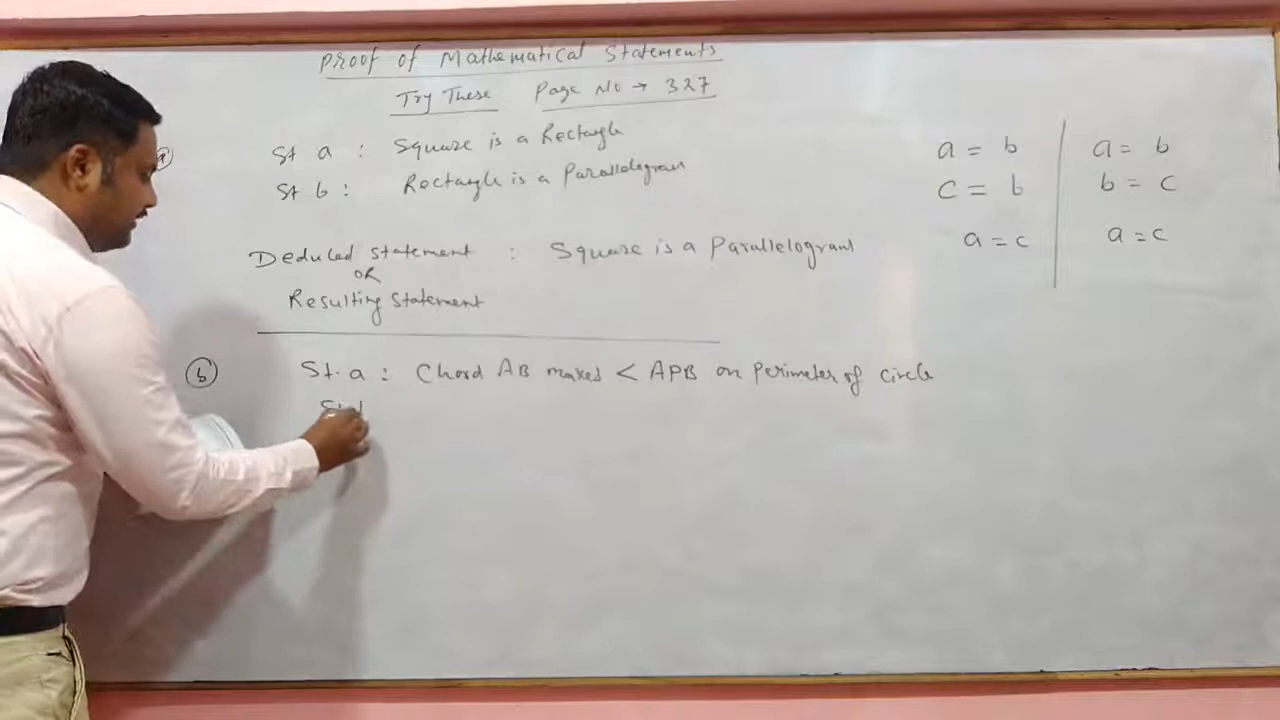 Proof of Mathematical Statements
Try These Page No → 327
(a) St a : Square is a Rectangle
St b : Rectangle is a Parallelogram
Deduced Statement : Square is a Parallelogram
OR
Resulting Statement
a = b
c = b
a = c
a = b
b = c
a = c
(b) St. a : Chord AB makes < APB on Perimeter of circle